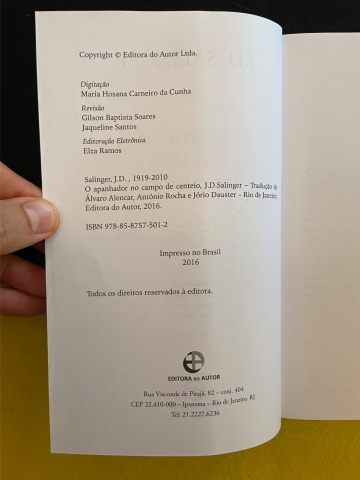 Copyright © Editora do Autor Ltda.
Digitação
Maria Hosana Carneiro da Cunha
Revisão
Gilson Baptista Soares
Jaqueline Santos
Editoração Eletrônica
Elza Ramos
Salinger, J.D. , 1919-2010
O apanhador no campo de centeio, J.D.Salinger – Tradução de
Álvaro Alencar, Antônio Rocha e Jório Dauster – Rio de Janeiro
Editora do Autor, 2016.
ISBN 978-85-8757-501-2
Impresso no Brasil
2016
Todos os direitos reservados à editora.
EDITORA DO AUTOR
Rua Visconde de Pirajá, 82 – conj. 404
CEP 22.410-000 – Ipanema – Rio de Janeiro, RJ
Tel: 21.2227.6236